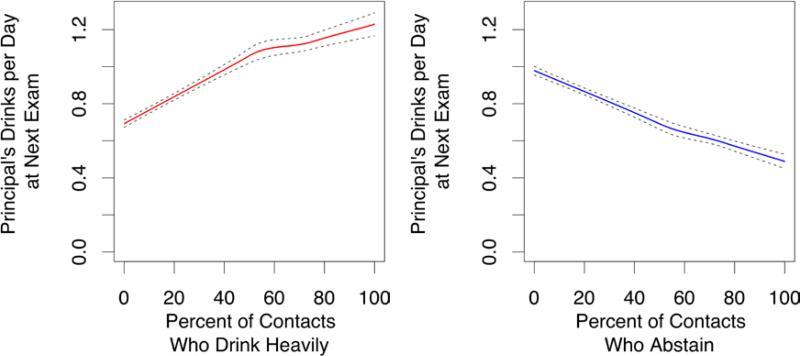 Principal's Drinks per Day
at Next Exam
1.2
0.8
0.4
0.0
0 20 40 60 80 100
Percent of Contacts
Who Drink Heavily
Principal's Drinks per Day
at Next Exam
1.2
0.8
0.4
0.0
0 20 40 60 80 100
Percent of Contacts
Who Abstain